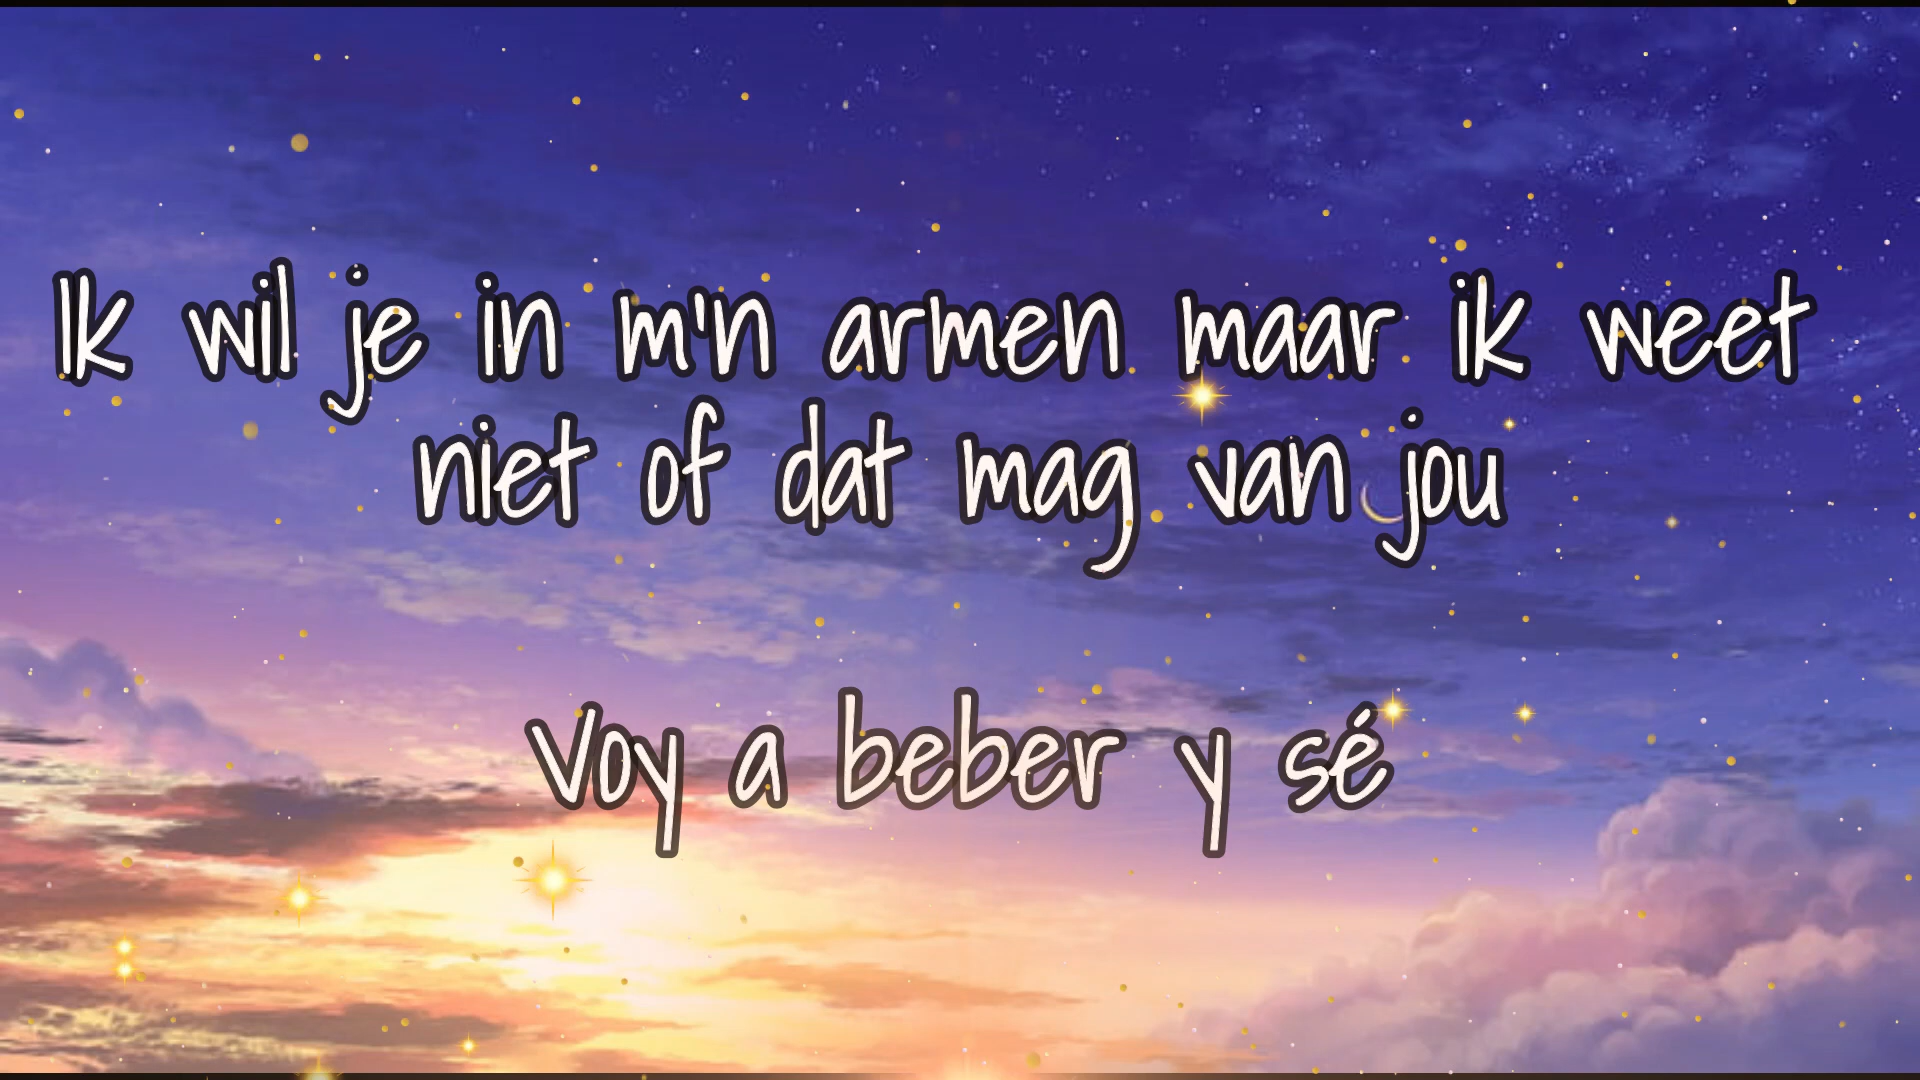 Ik wil je in m'n armen maar ik weet
niet of dat mag van jou
Voy a beber y sé